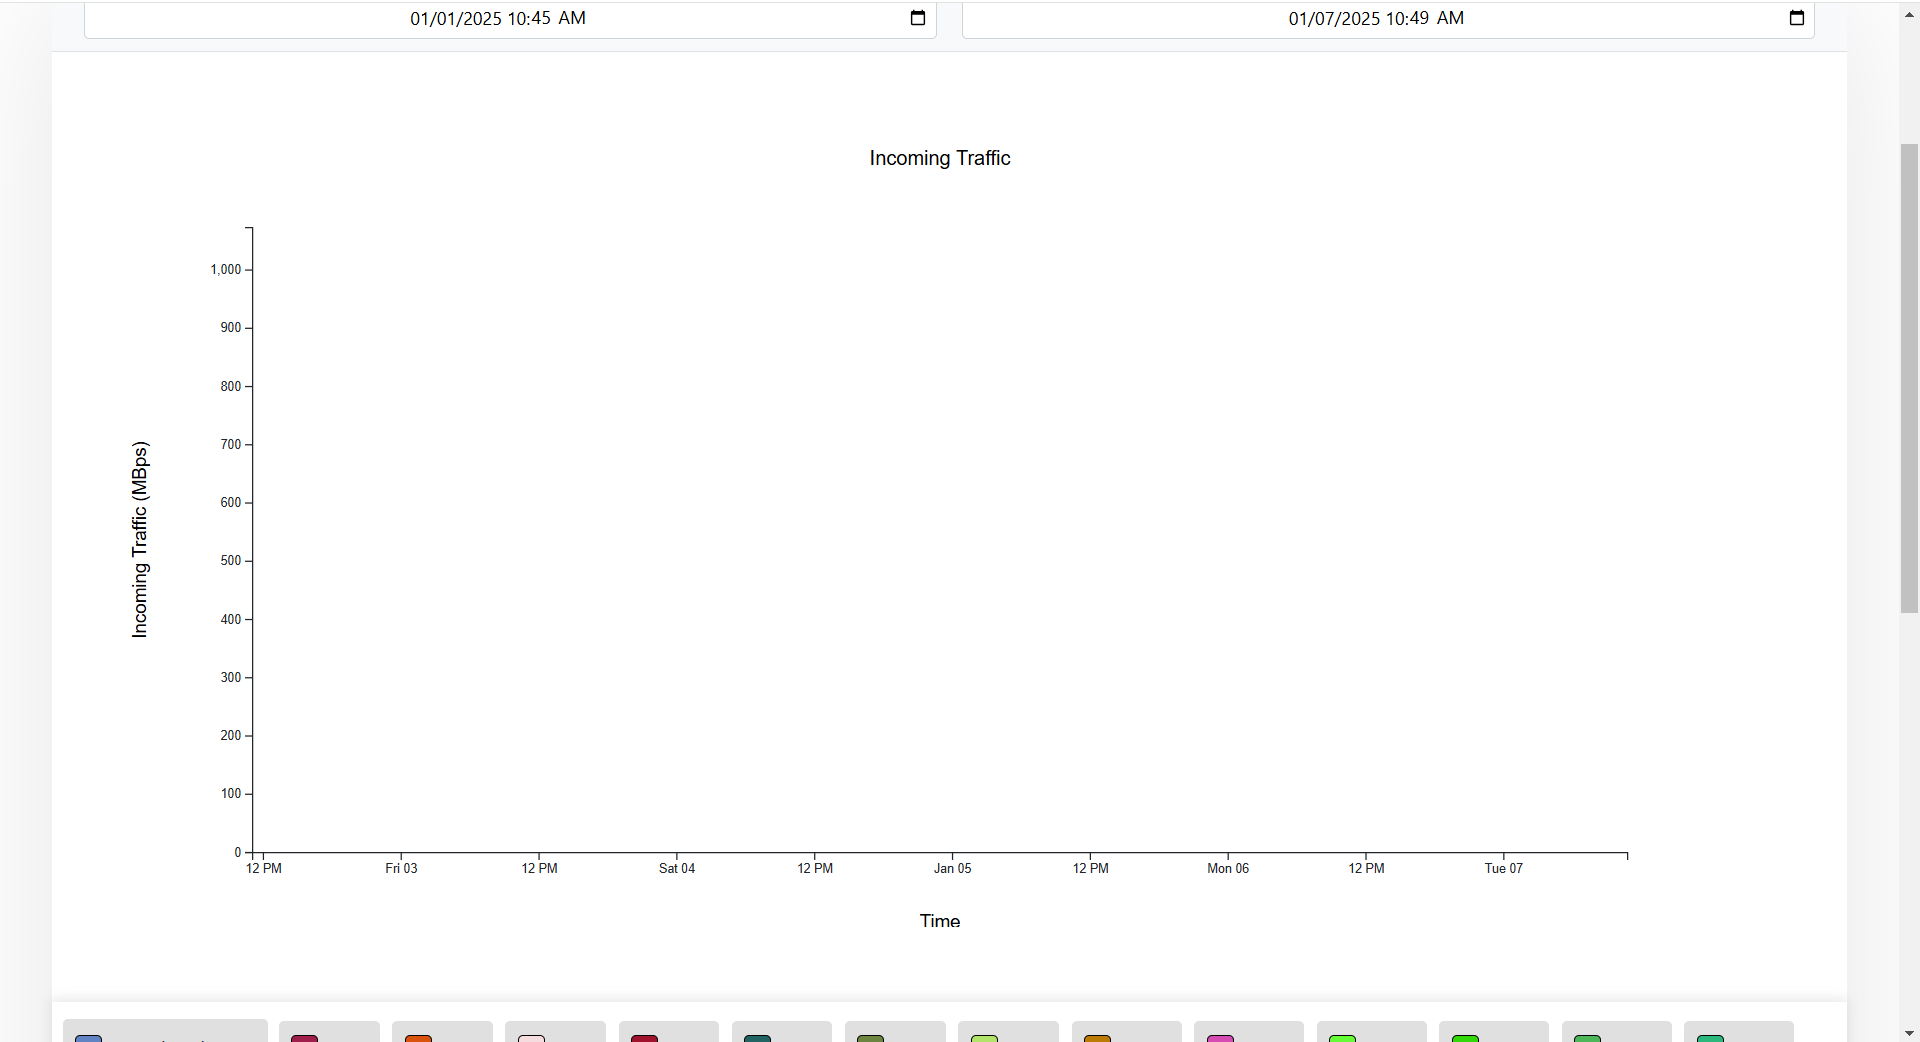 01/01/2025 10:45 AM
01/07/2025 10:49 AM
Incoming Traffic
1,000
900
800
700
600
500
400
300
200
100
0
Incoming Traffic (MBps)
12 PM
Fri 03
12 PM
Sat 04
12 PM
Jan 05
12 PM
Mon 06
12 PM
Tue 07
Time